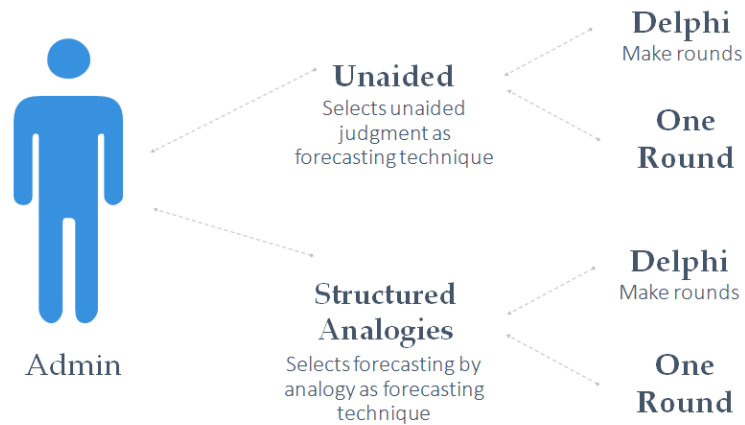 Admin
Unaided
Selects unaided
judgment as
forecasting technique
Delphi
Make rounds
One
Round
Structured
Analogies
Selects forecasting by
analogy as forecasting
technique
Delphi
Make rounds
One
Round